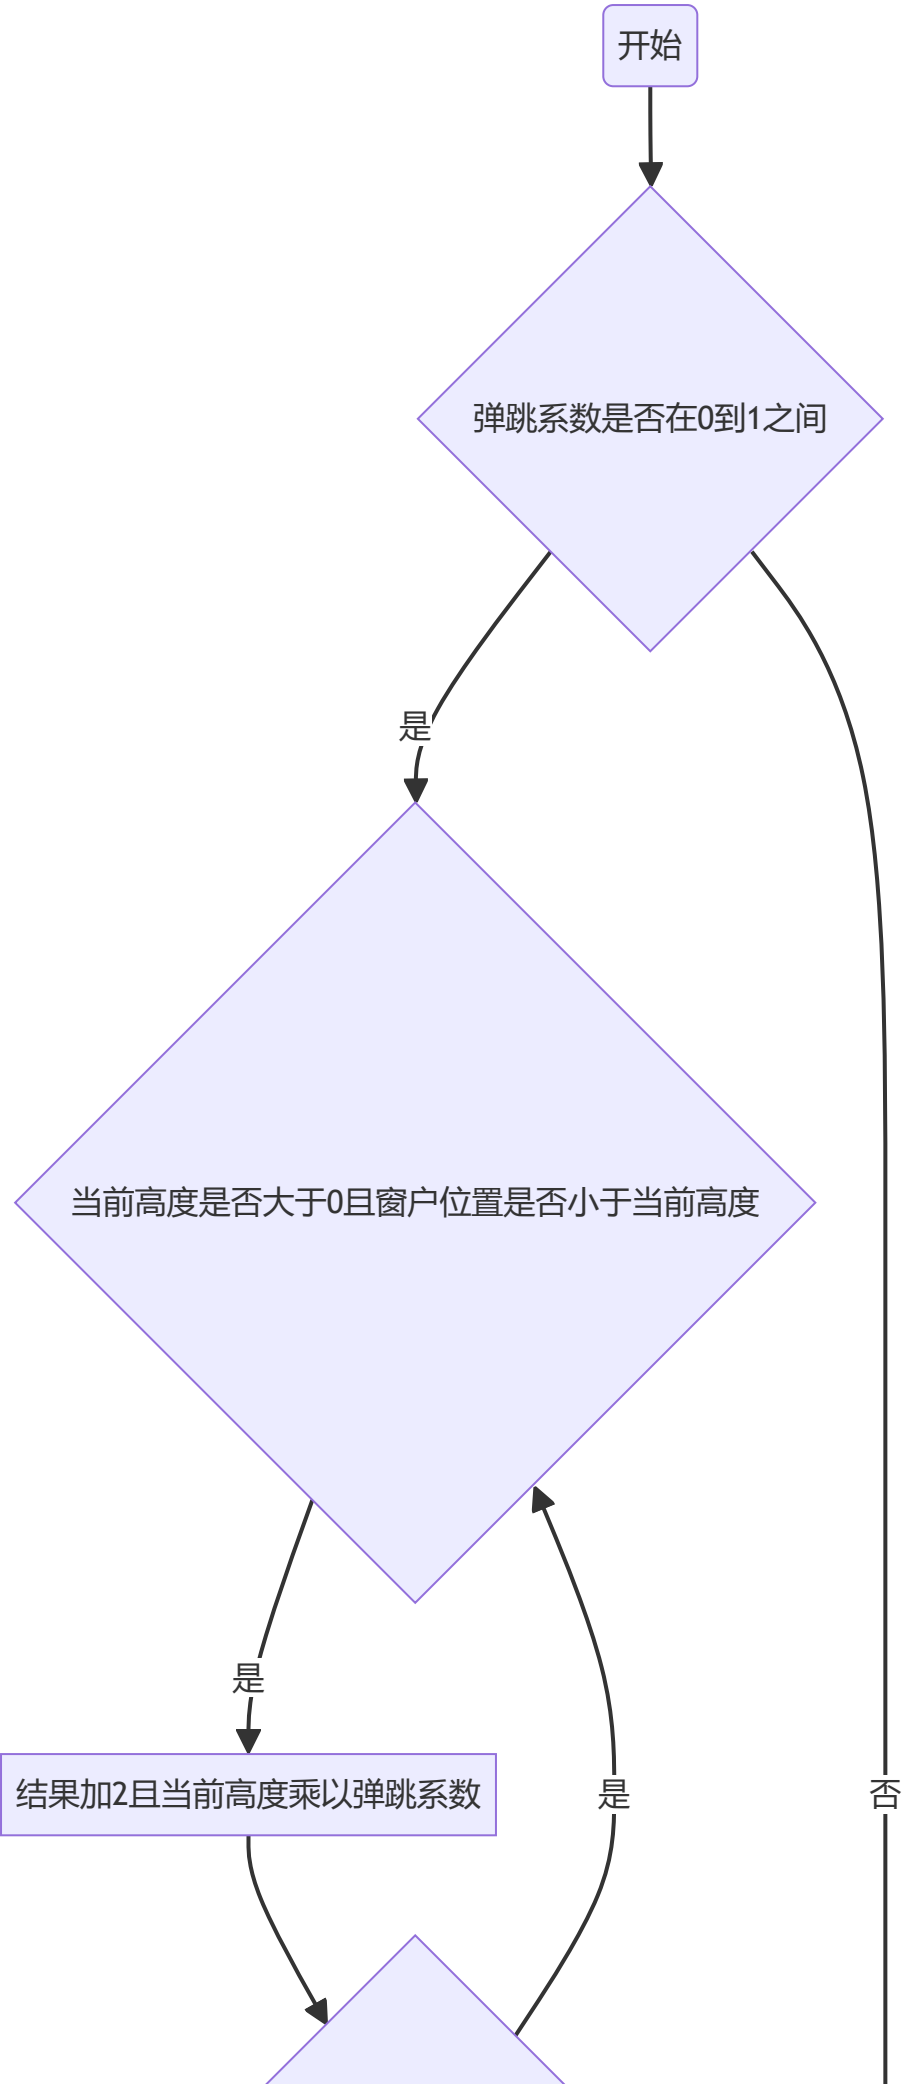 开始
弹跳系数是否在0到1之间
是
当前高度是否大于0且窗户位置是否小于当前高度
是
结果加2且当前高度乘以弹跳系数
是
否